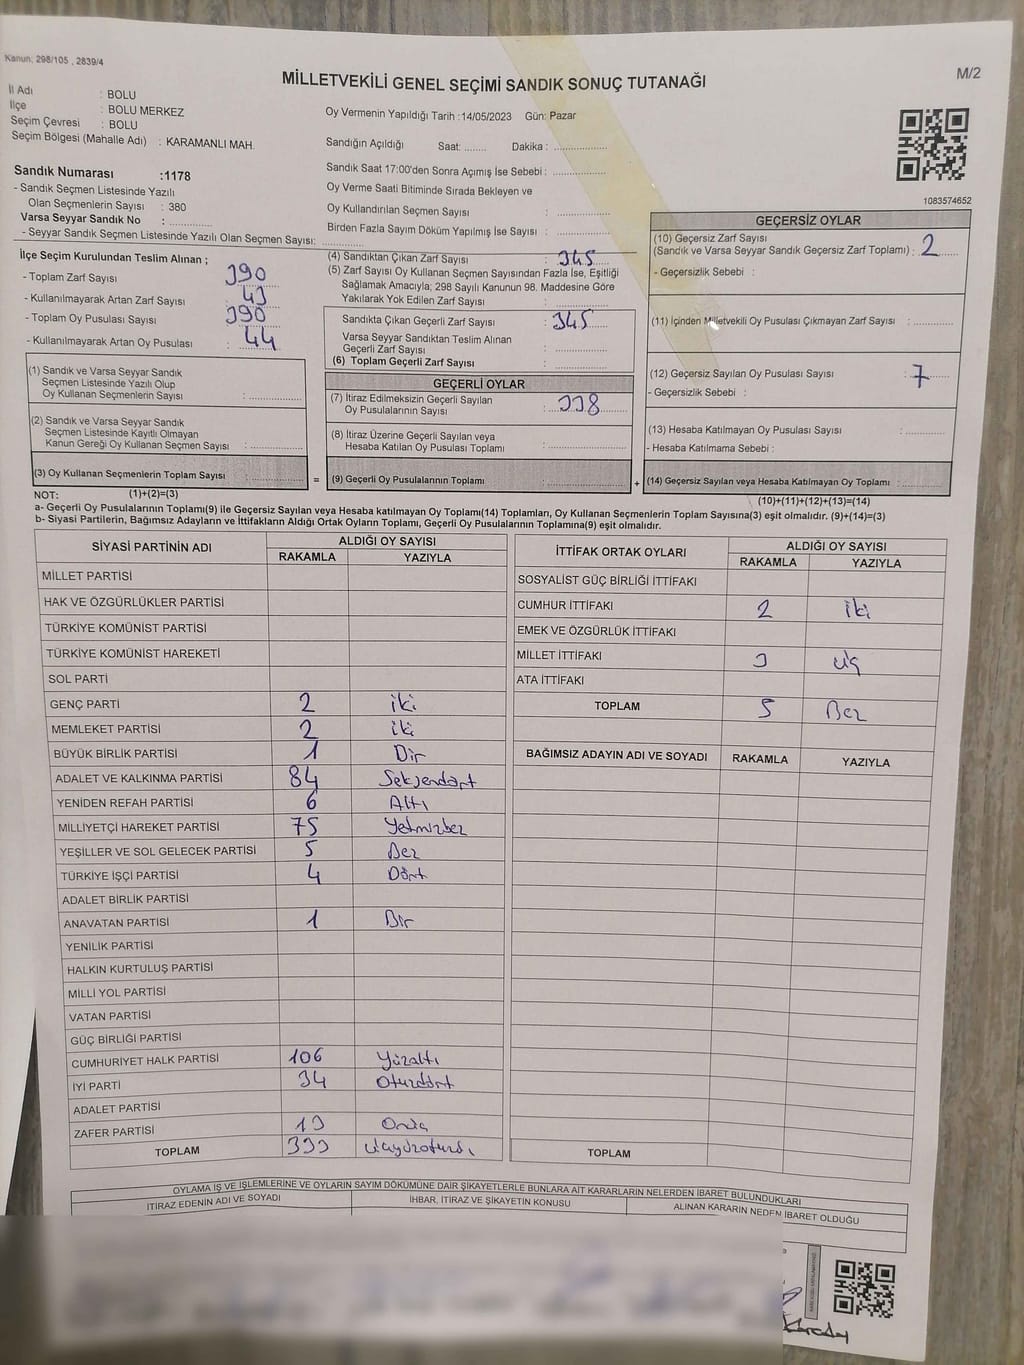 Kanun; 298/105 , 2839/4
MİLLETVEKİLİ GENEL SEÇİMİ SANDIK SONUÇ TUTANAĞI
M/2
İl Adı : BOLU
İlçe : BOLU MERKEZ
Seçim Çevresi : BOLU
Seçim Bölgesi (Mahalle Adı) : KARAMANLI MAH.
Oy Vermenin Yapıldığı Tarih :14/05/2023 Gün: Pazar
Sandığın Açıldığı Saat: ........ Dakika : ....................
Sandık Saat 17:00'den Sonra Açımış İse Sebebi : ....................
Oy Verme Saati Bitiminde Sırada Bekleyen ve
Oy Kullandırılan Seçmen Sayısı : ....................
Birden Fazla Sayım Döküm Yapılmış İse Sayısı : ....................
Sandık Numarası :1178
- Sandık Seçmen Listesinde Yazılı
Olan Seçmenlerin Sayısı : 380
Varsa Seyyar Sandık No : ................
- Seyyar Sandık Seçmen Listesinde Yazılı Olan Seçmen Sayısı: ................
1083574652
İlçe Seçim Kurulundan Teslim Alınan ;
- Toplam Zarf Sayısı : 390
- Kullanılmayarak Artan Zarf Sayısı : 43
- Toplam Oy Pusulası Sayısı : 390
- Kullanılmayarak Artan Oy Pusulası : 44
(4) Sandıktan Çıkan Zarf Sayısı : 345
(5) Zarf Sayısı Oy Kullanan Seçmen Sayısından Fazla İse, Eşitliği
Sağlamak Amacıyla; 298 Sayılı Kanunun 98. Maddesine Göre
Yakılarak Yok Edilen Zarf Sayısı : ................
Sandıkta Çıkan Geçerli Zarf Sayısı : 345
Varsa Seyyar Sandıktan Teslim Alınan
Geçerli Zarf Sayısı : ................
(6) Toplam Geçerli Zarf Sayısı : ................
GEÇERSİZ OYLAR
(10) Geçersiz Zarf Sayısı
(Sandık ve Varsa Seyyar Sandık Geçersiz Zarf Toplamı) : 2
- Geçersizlik Sebebi :
(11) İçinden Milletvekili Oy Pusulası Çıkmayan Zarf Sayısı : ............
(12) Geçersiz Sayılan Oy Pusulası Sayısı : 7
- Geçersizlik Sebebi :
(13) Hesaba Katılmayan Oy Pusulası Sayısı : ............
- Hesaba Katılmama Sebebi :
(1) Sandık ve Varsa Seyyar Sandık
Seçmen Listesinde Yazılı Olup
Oy Kullanan Seçmenlerin Sayısı : ................
(2) Sandık ve Varsa Seyyar Sandık
Seçmen Listesinde Kayıtlı Olmayan
Kanun Gereği Oy Kullanan Seçmen Sayısı : ................
GEÇERLİ OYLAR
(7) İtiraz Edilmeksizin Geçerli Sayılan
Oy Pusulalarının Sayısı : 338
(8) İtiraz Üzerine Geçerli Sayılan veya
Hesaba Katılan Oy Pusulası Toplamı : ................
(3) Oy Kullanan Seçmenlerin Toplam Sayısı : ................ = (9) Geçerli Oy Pusulalarının Toplamı : ................ + (14) Geçersiz Sayılan veya Hesaba Katılmayan Oy Toplamı : ............
NOT: (1)+(2)=(3) (10)+(11)+(12)+(13)=(14)
a- Geçerli Oy Pusulalarının Toplamı(9) ile Geçersiz Sayılan veya Hesaba katılmayan Oy Toplamı(14) Toplamları, Oy Kullanan Seçmenlerin Toplam Sayısına(3) eşit olmalıdır. (9)+(14)=(3)
b- Siyasi Partilerin, Bağımsız Adayların ve İttifakların Aldığı Ortak Oyların Toplamı, Geçerli Oy Pusulalarının Toplamına(9) eşit olmalıdır.
SİYASİ PARTİNİN ADI ALDIĞI OY SAYISI
RAKAMLA YAZIYLA
MİLLET PARTİSİ
HAK VE ÖZGÜRLÜKLER PARTİSİ
TÜRKİYE KOMÜNİST PARTİSİ
TÜRKİYE KOMÜNİST HAREKETİ
SOL PARTİ
GENÇ PARTİ 2 iki
MEMLEKET PARTİSİ 2 iki
BÜYÜK BİRLİK PARTİSİ 1 Bir
ADALET VE KALKINMA PARTİSİ 84 Seksendört
YENİDEN REFAH PARTİSİ 6 Altı
MİLLİYETÇİ HAREKET PARTİSİ 75 Yetmişbeş
YEŞİLLER VE SOL GELECEK PARTİSİ 5 Beş
TÜRKİYE İŞÇİ PARTİSİ 4 Dört
ADALET BİRLİK PARTİSİ
ANAVATAN PARTİSİ 1 Bir
YENİLİK PARTİSİ
HALKIN KURTULUŞ PARTİSİ
MİLLİ YOL PARTİSİ
VATAN PARTİSİ
GÜÇ BİRLİĞİ PARTİSİ
CUMHURİYET HALK PARTİSİ 106 Yüzaltı
İYİ PARTİ 34 Otuzdört
ADALET PARTİSİ
ZAFER PARTİSİ 13 Onüç
TOPLAM 333
İTTİFAK ORTAK OYLARI ALDIĞI OY SAYISI
RAKAMLA YAZIYLA
SOSYALİST GÜÇ BİRLİĞİ İTTİFAKI
CUMHUR İTTİFAKI 2 iki
EMEK VE ÖZGÜRLÜK İTTİFAKI
MİLLET İTTİFAKI 3 üç
ATA İTTİFAKI
TOPLAM 5 Beş
BAĞIMSIZ ADAYIN ADI VE SOYADI RAKAMLA YAZIYLA
TOPLAM
OYLAMA İŞ VE İŞLEMLERİNE VE OYLARIN SAYIM DÖKÜMÜNE DAİR ŞİKAYETLERLE BUNLARA AİT KARARLARIN NELERDEN İBARET BULUNDUKLARI
İTİRAZ EDENİN ADI VE SOYADI İHBAR, İTİRAZ VE ŞİKAYETİN KONUSU ALINAN KARARIN NEDEN İBARET OLDUĞU